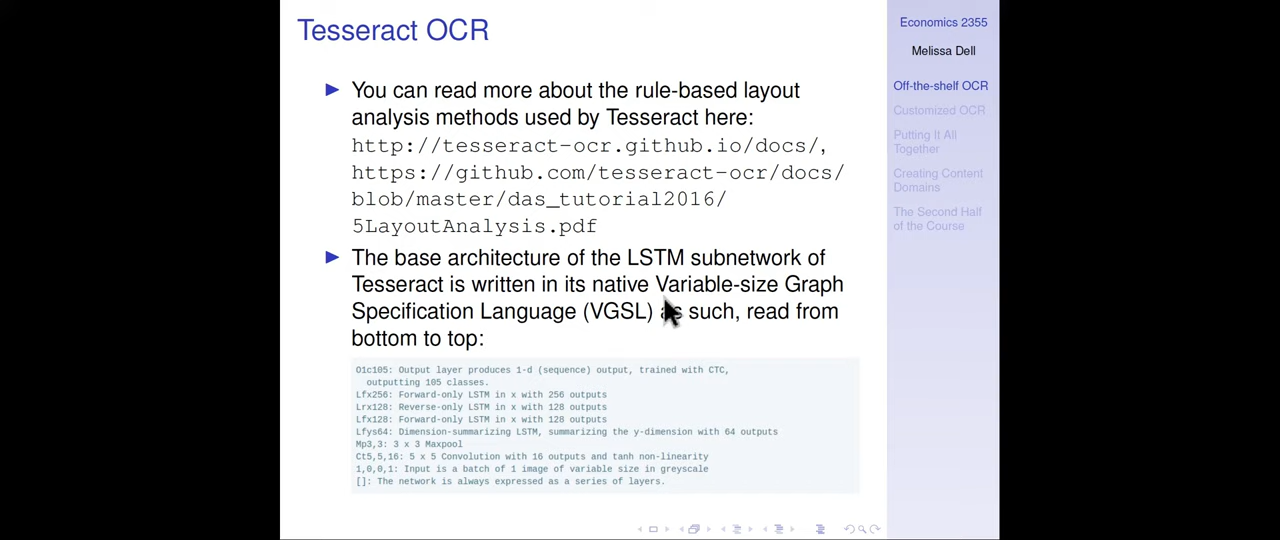 Tesseract OCR
You can read more about the rule-based layout
analysis methods used by Tesseract here:
http://tesseract-ocr.github.io/docs/,
https://github.com/tesseract-ocr/docs/
blob/master/das_tutorial2016/
5LayoutAnalysis.pdf
The base architecture of the LSTM subnetwork of
Tesseract is written in its native Variable-size Graph
Specification Language (VGSL) as such, read from
bottom to top:
O1c105: Output layer produces 1-d (sequence) output, trained with CTC,
outputting 105 classes.
Lfx256: Forward-only LSTM in x with 256 outputs
Lrx128: Reverse-only LSTM in x with 128 outputs
Lfx128: Forward-only LSTM in x with 128 outputs
Lfys64: Dimension-summarizing LSTM, summarizing the y-dimension with 64 outputs
Mp3,3: 3 x 3 Maxpool
Ct5,5,16: 5 x 5 Convolution with 16 outputs and tanh non-linearity
1,0,0,1: Input is a batch of 1 image of variable size in greyscale
[]: The network is always expressed as a series of layers.
Economics 2355
Melissa Dell
Off-the-shelf OCR
Customized OCR
Putting It All
Together
Creating Content
Domains
The Second Half
of the Course